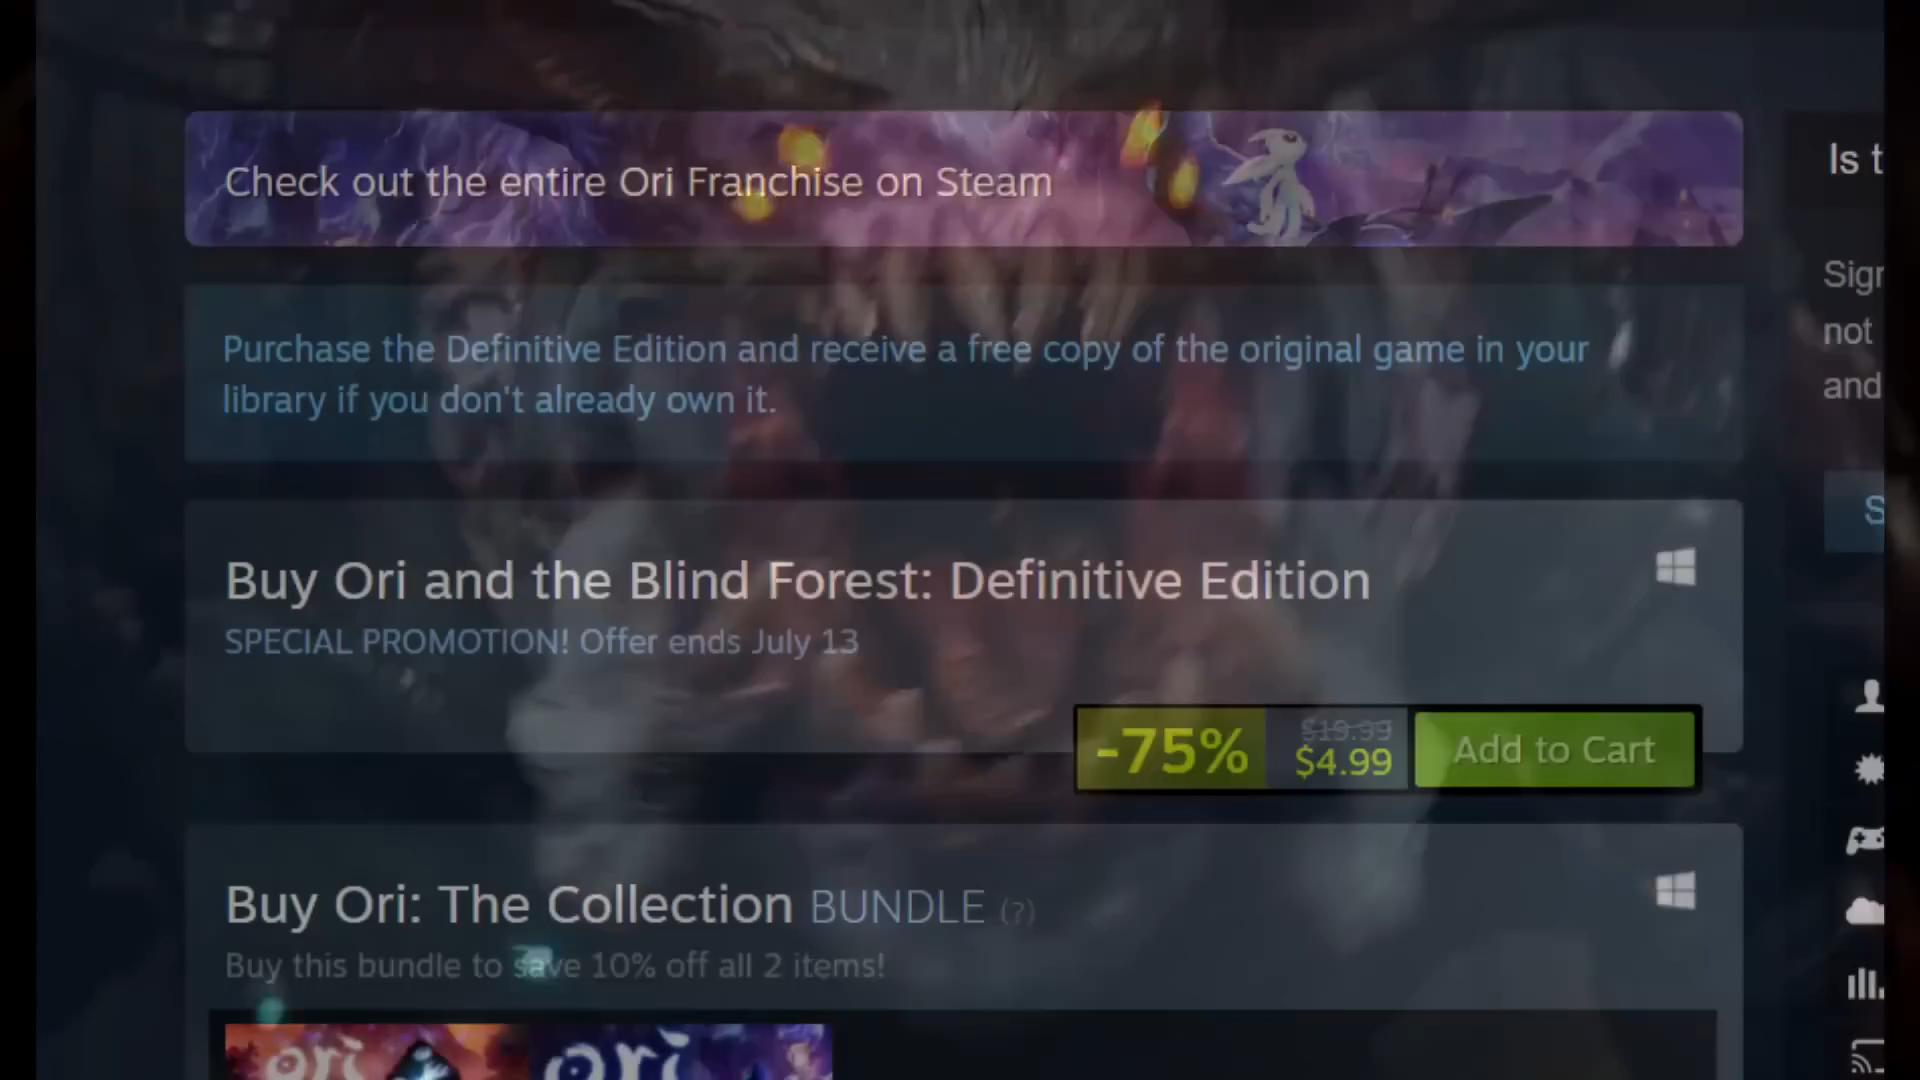 Check out the entire Ori Franchise on Steam
Is t
Sign
not
and
Purchase the Definitive Edition and receive a free copy of the original game in your
library if you don't already own it.
S
Buy Ori and the Blind Forest: Definitive Edition
SPECIAL PROMOTION! Offer ends July 13
-75%
$19.99
$4.99
Add to Cart
Buy Ori: The Collection BUNDLE (?)
Buy this bundle to save 10% off all 2 items!
ori
ori